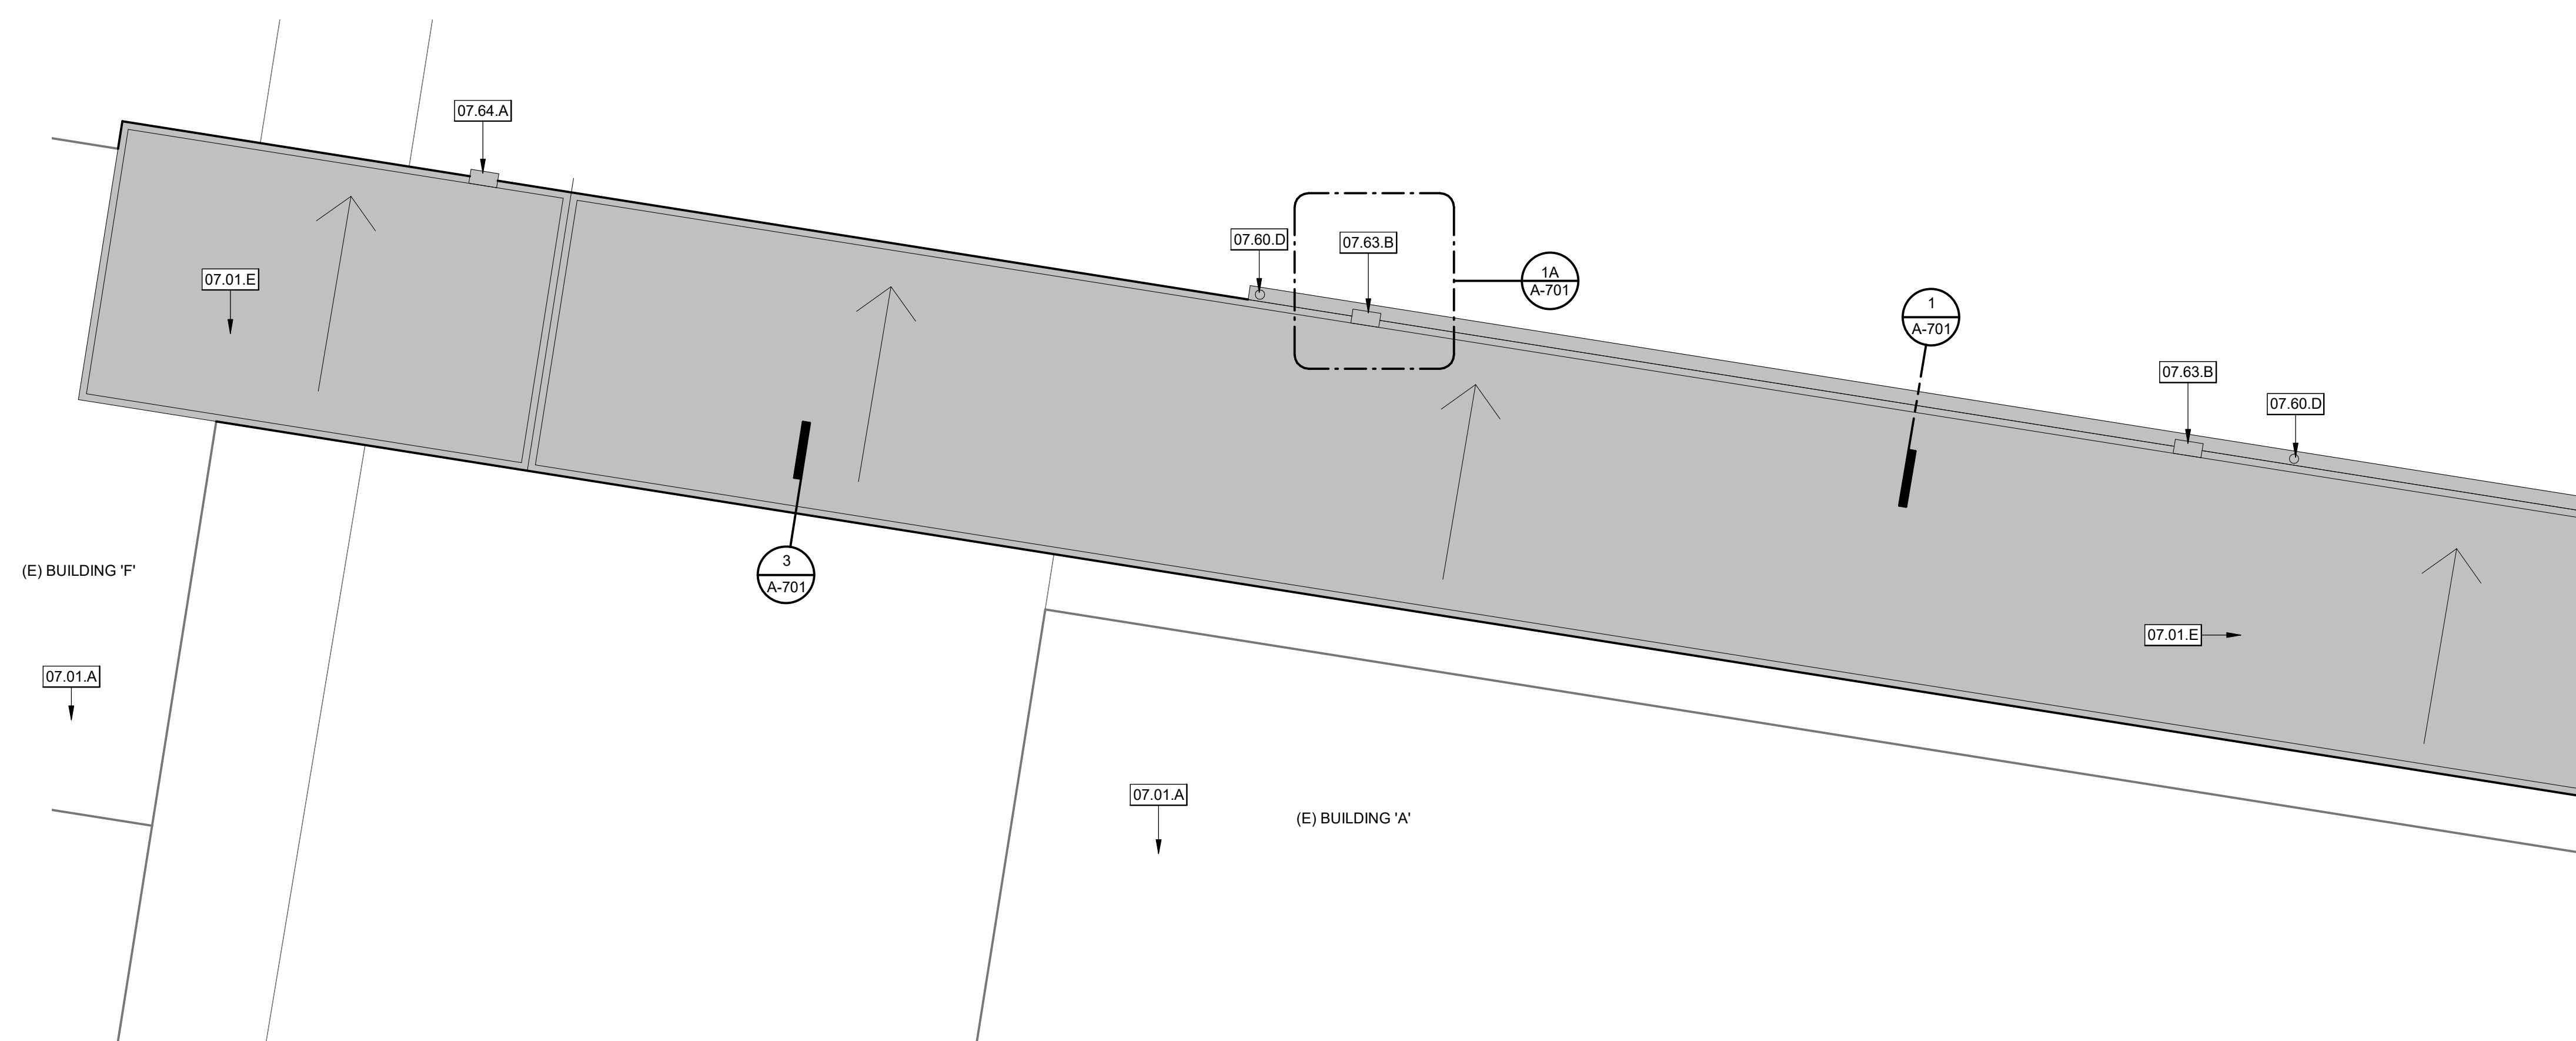 07.64.A
07.60.D
07.63.B
07.01.E
1A
A-701
1
A-701
07.63.B
07.60.D
3
A-701
(E) BUILDING 'F'
07.01.E
07.01.A
07.01.A
(E) BUILDING 'A'